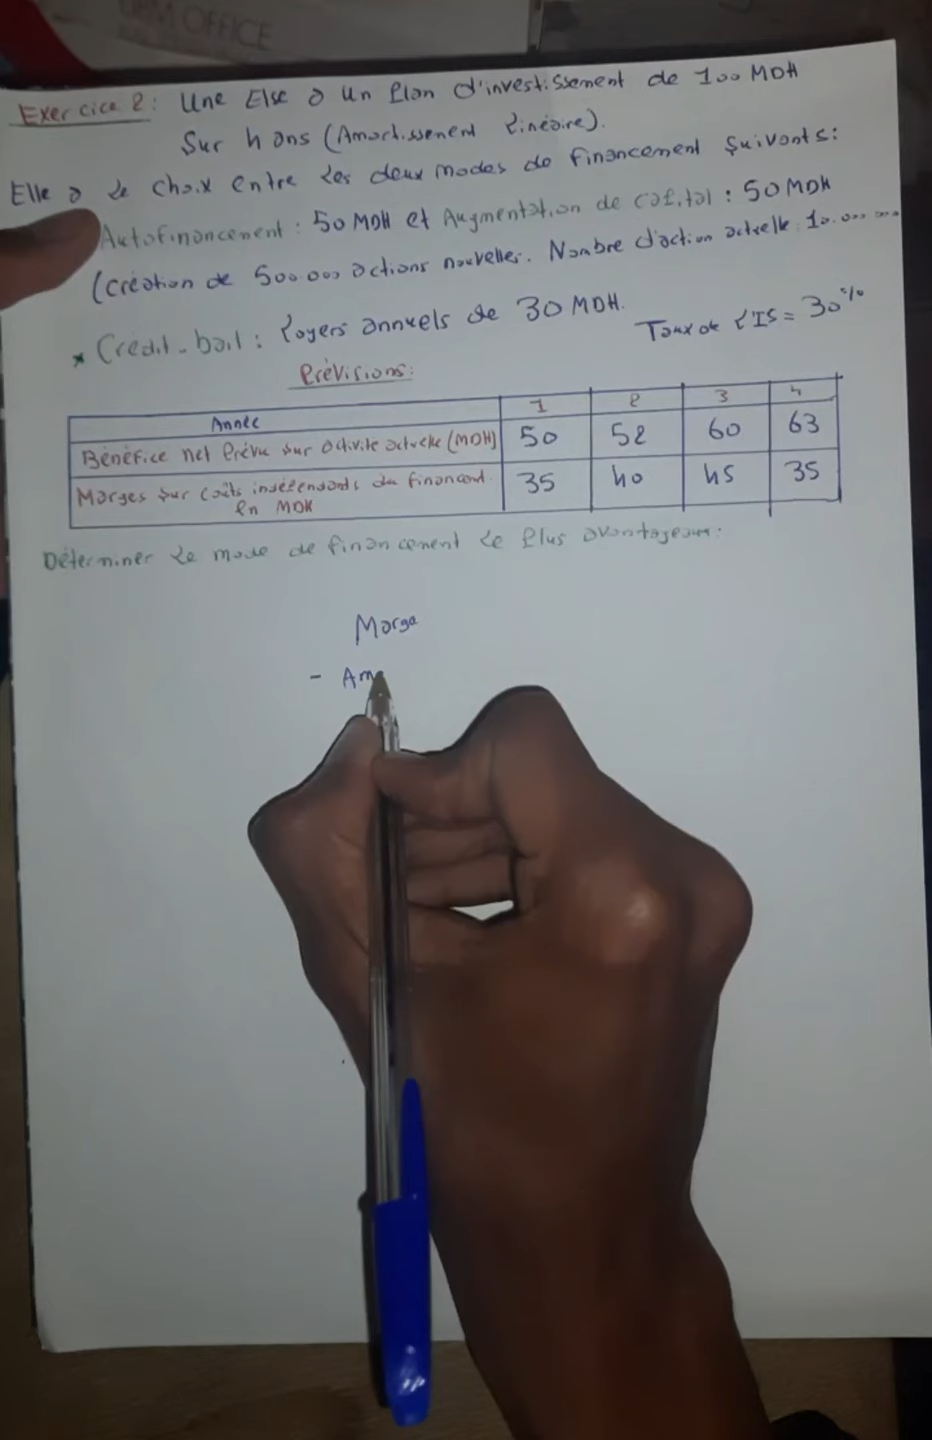 OFFICE
Exercice 2: Une Else a un Plan d'investissement de 100 MDH
Sur 4 ans (Amortissement linéaire).
Elle a le choix entre les deux modes de financement suivants:
Autofinancement: 50 MDH et Augmentation de capital: 50 MDH
(création de 500.000 actions nouvelles. Nombre d'action actuelle: 10.000.000
* Crédit-bail: loyers annuels de 30 MDH. Taux de l'IS = 30%
Prévisions:
Année 1 2 3 4
Bénéfice net Prévu sur activité actuelle (MDH) 50 52 60 63
Marges sur coûts indépendants du financement 35 40 45 35
en MDH
Déterminer le mode de financement le plus avantageux.
Marge
- Am